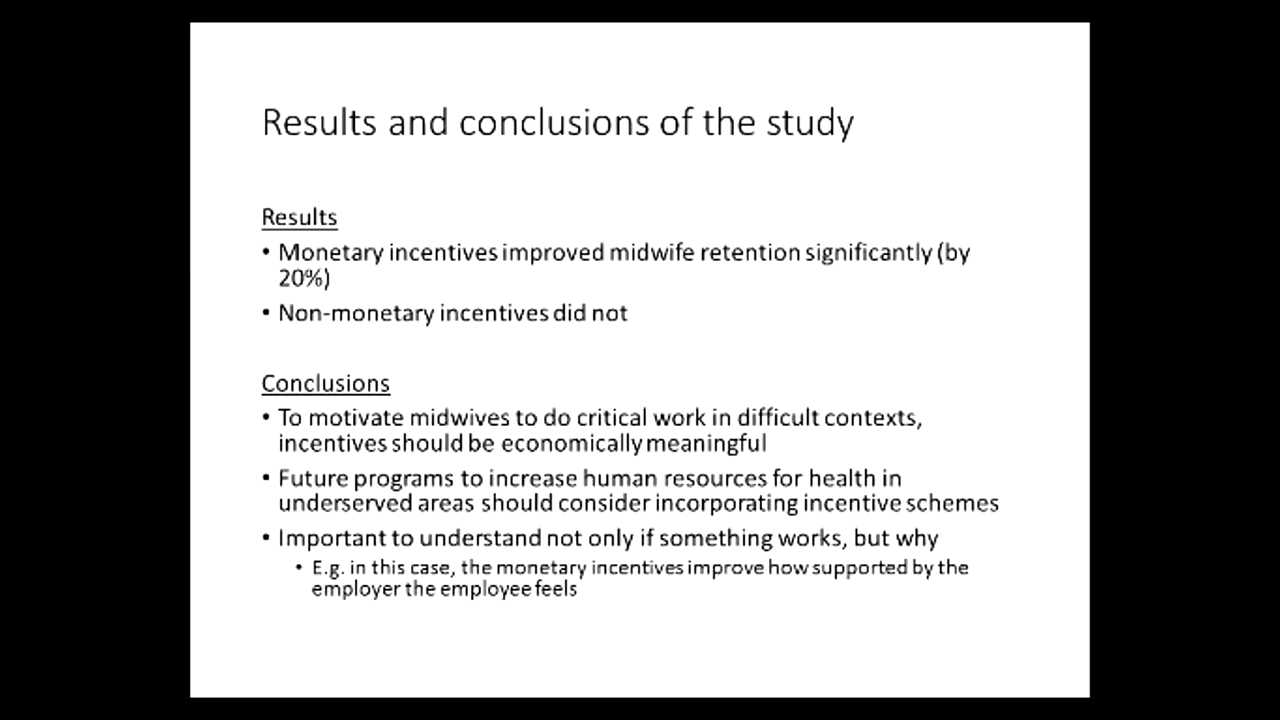 Results and conclusions of the study
Results
• Monetary incentives improved midwife retention significantly (by
20%)
• Non-monetary incentives did not
Conclusions
• To motivate midwives to do critical work in difficult contexts,
incentives should be economically meaningful
• Future programs to increase human resources for health in
underserved areas should consider incorporating incentive schemes
• Important to understand not only if something works, but why
• E.g. in this case, the monetary incentives improve how supported by the
employer the employee feels